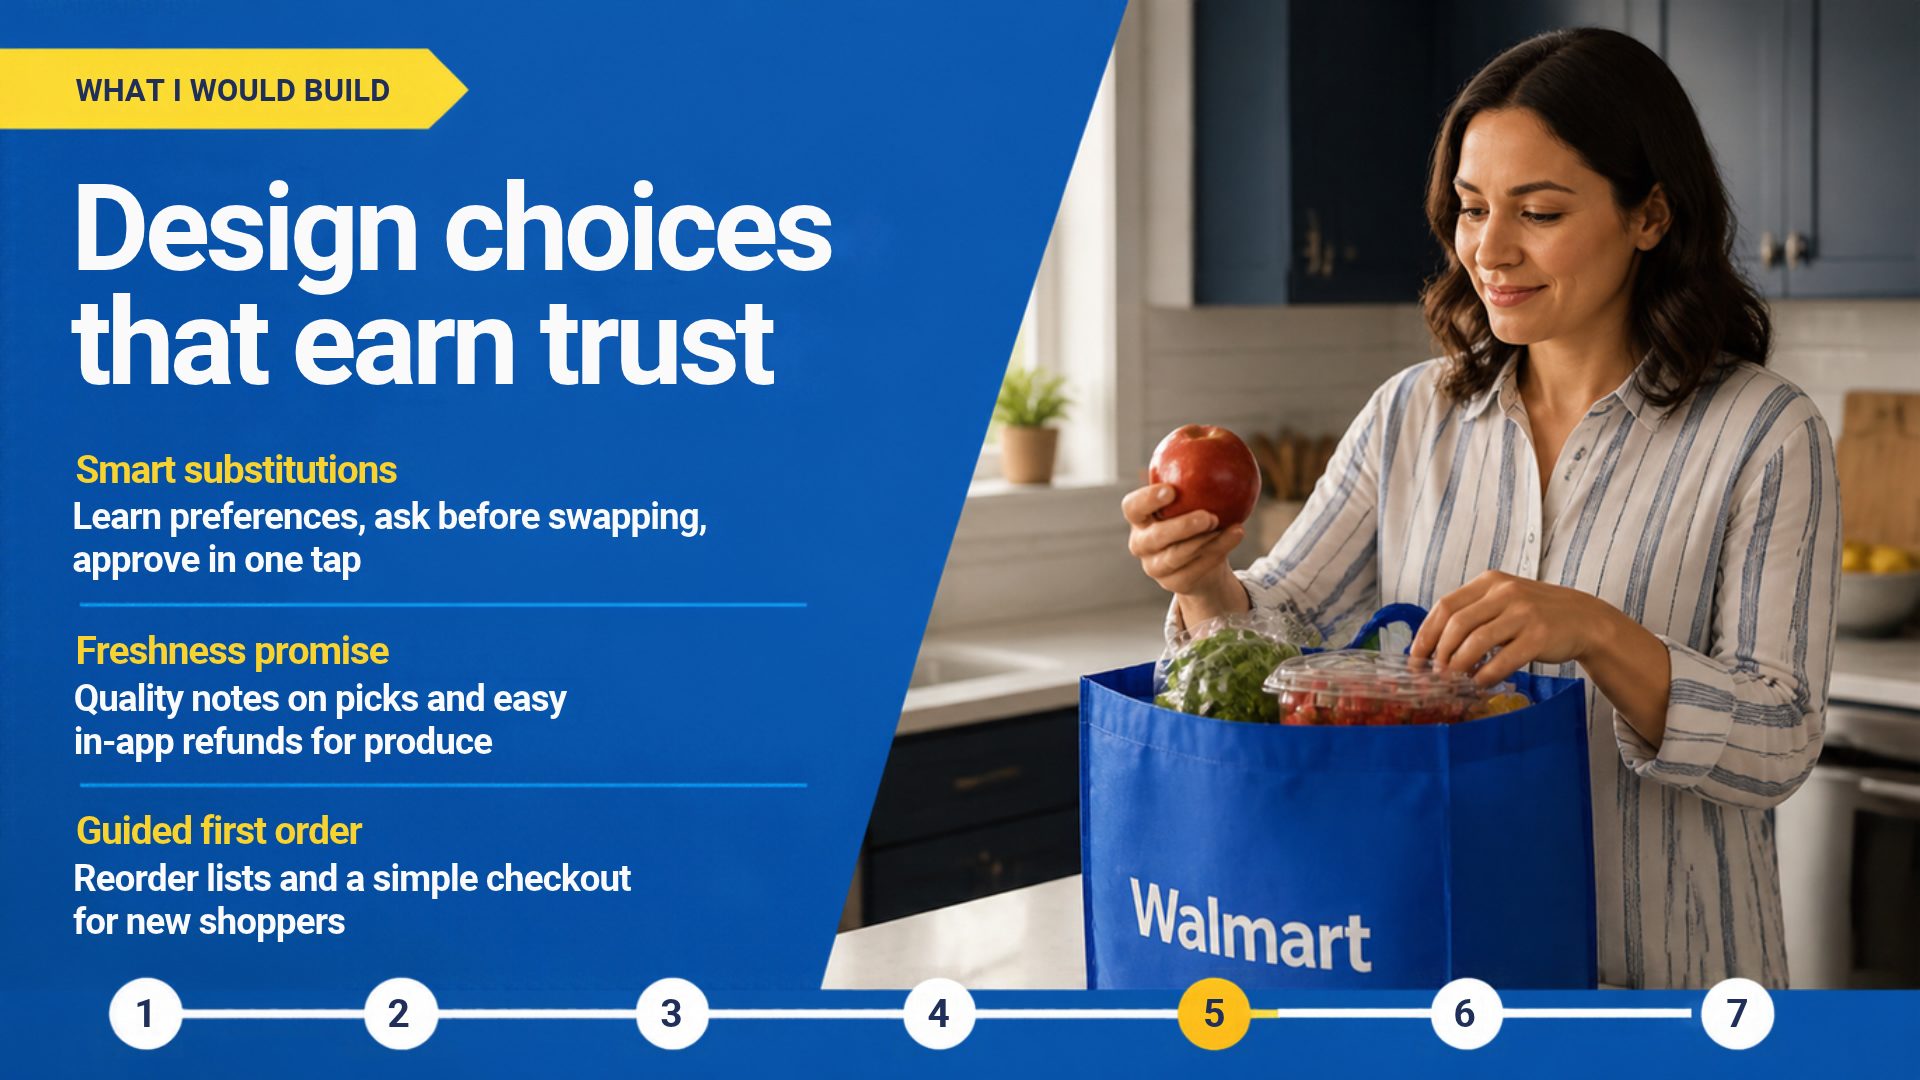 WHAT I WOULD BUILD
Design choices
that earn trust
Smart substitutions
Learn preferences, ask before swapping,
approve in one tap
Freshness promise
Quality notes on picks and easy
in-app refunds for produce
Guided first order
Reorder lists and a simple checkout
for new shoppers
Walmart
1 2 3 4 5 6 7